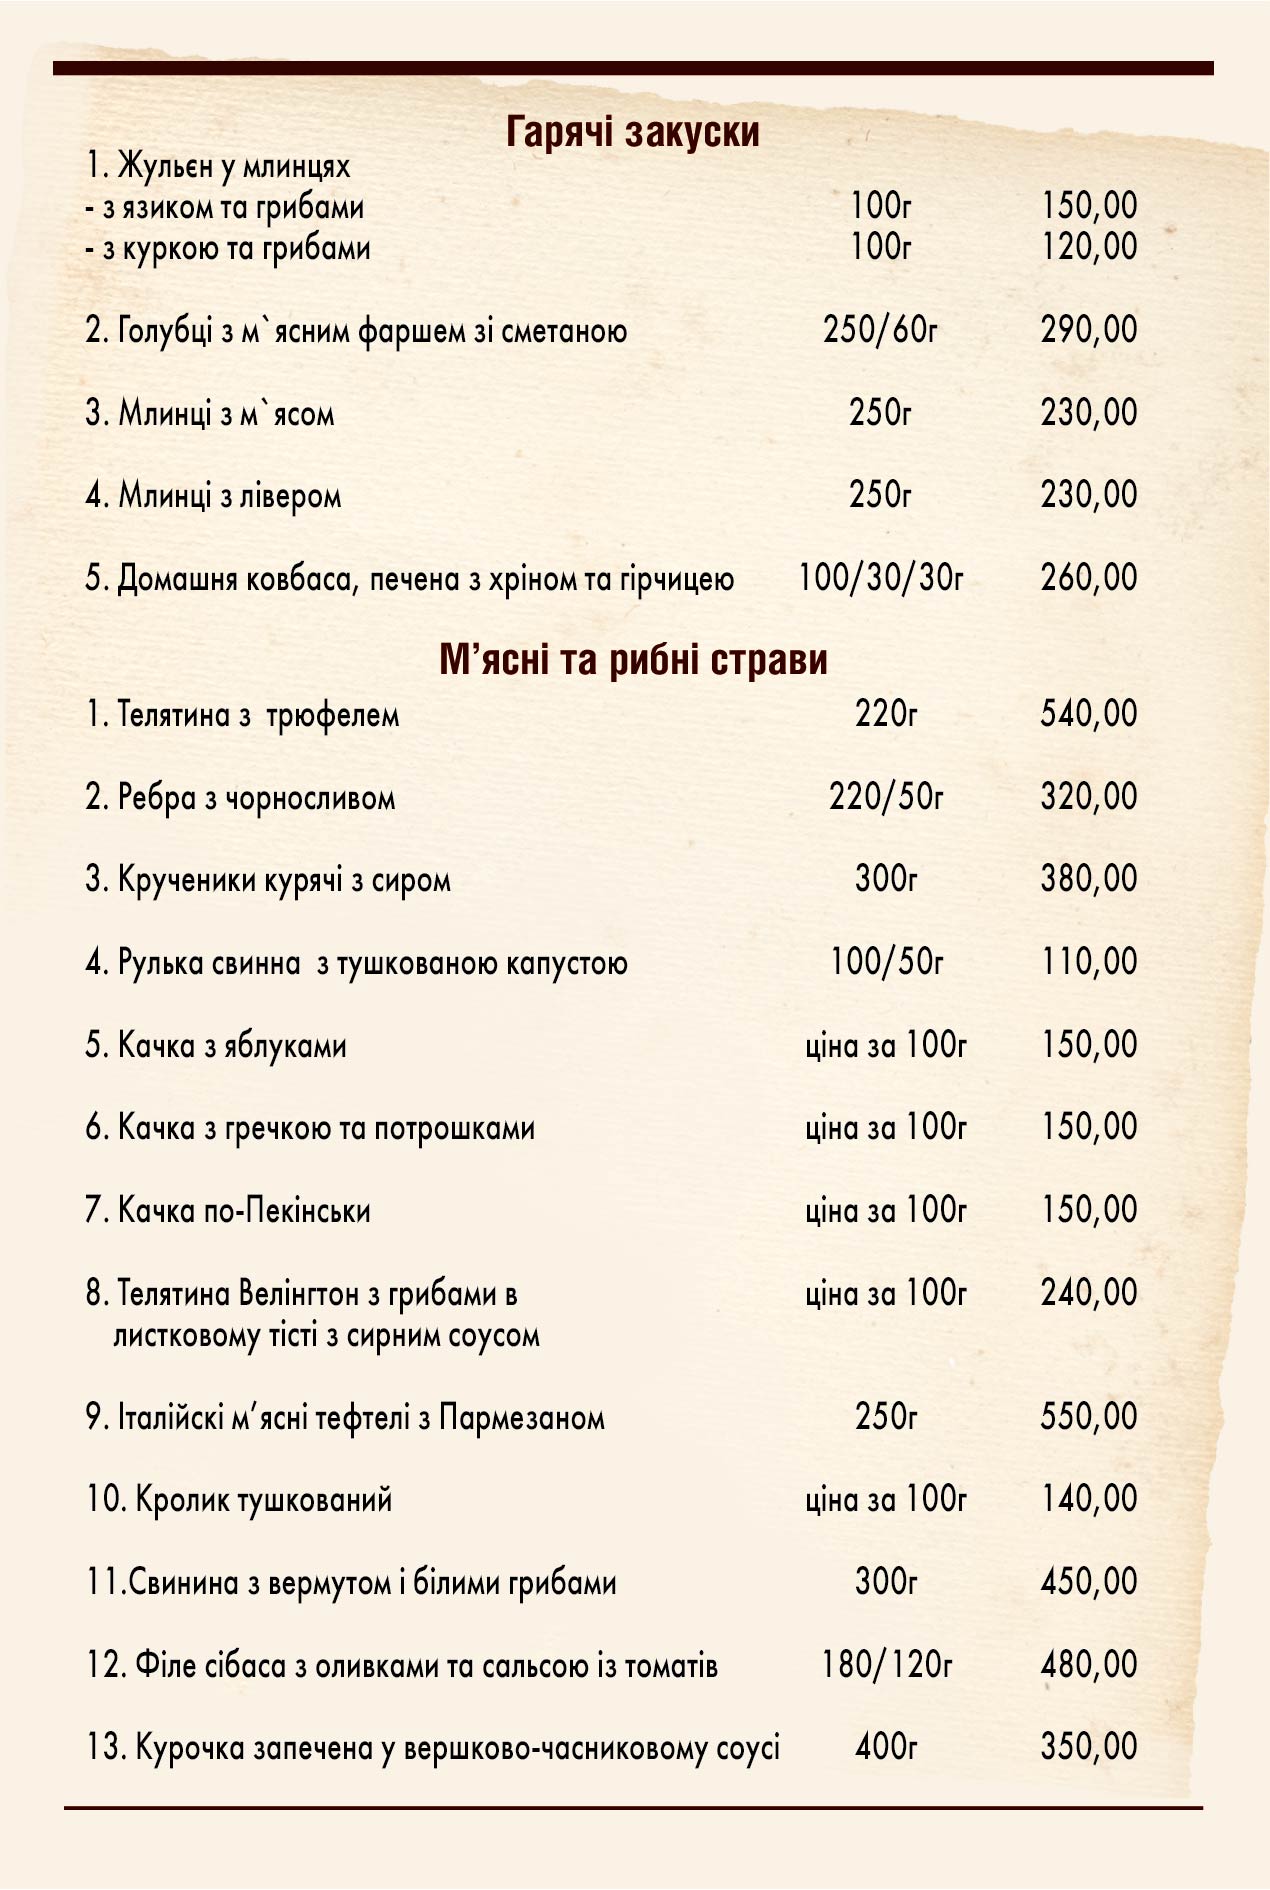 Гарячі закуски
1. Жульєн у млинцях
- з язиком та грибами 100г 150,00
- з куркою та грибами 100г 120,00
2. Голубці з м`ясним фаршем зі сметаною 250/60г 290,00
3. Млинці з м`ясом 250г 230,00
4. Млинці з лівером 250г 230,00
5. Домашня ковбаса, печена з хріном та гірчицею 100/30/30г 260,00
М’ясні та рибні страви
1. Телятина з трюфелем 220г 540,00
2. Ребра з чорносливом 220/50г 320,00
3. Крученики курячі з сиром 300г 380,00
4. Рулька свинна з тушкованою капустою 100/50г 110,00
5. Качка з яблуками ціна за 100г 150,00
6. Качка з гречкою та потрошками ціна за 100г 150,00
7. Качка по-Пекінськи ціна за 100г 150,00
8. Телятина Велінгтон з грибами в ціна за 100г 240,00
листковому тісті з сирним соусом
9. Італійскі м’ясні тефтелі з Пармезаном 250г 550,00
10. Кролик тушкований ціна за 100г 140,00
11.Свинина з вермутом і білими грибами 300г 450,00
12. Філе сібаса з оливками та сальсою із томатів 180/120г 480,00
13. Курочка запечена у вершково-часниковому соусі 400г 350,00